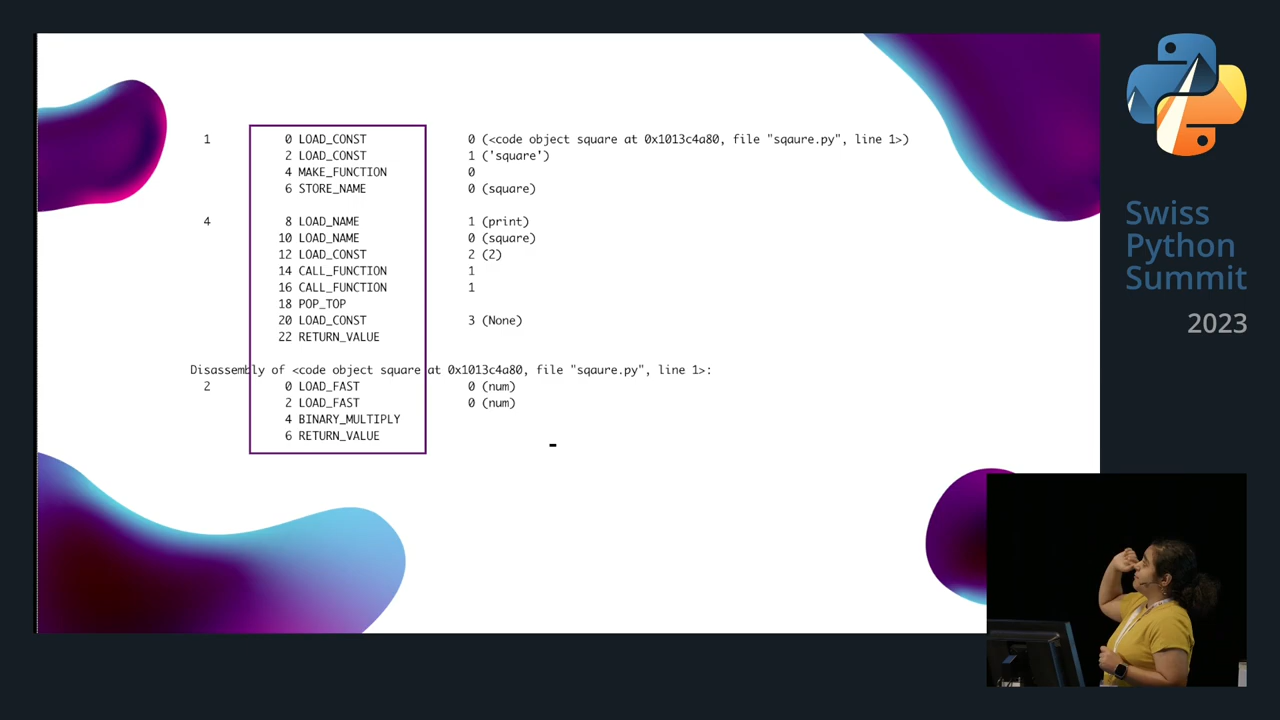 1 0 LOAD_CONST 0 (<code object square at 0x1013c4a80, file "sqaure.py", line 1>)
2 LOAD_CONST 1 ('square')
4 MAKE_FUNCTION 0
6 STORE_NAME 0 (square)
4 8 LOAD_NAME 1 (print)
10 LOAD_NAME 0 (square)
12 LOAD_CONST 2 (2)
14 CALL_FUNCTION 1
16 CALL_FUNCTION 1
18 POP_TOP
20 LOAD_CONST 3 (None)
22 RETURN_VALUE
Disassembly of <code object square at 0x1013c4a80, file "sqaure.py", line 1>:
2 0 LOAD_FAST 0 (num)
2 LOAD_FAST 0 (num)
4 BINARY_MULTIPLY
6 RETURN_VALUE
Swiss
Python
Summit
2023